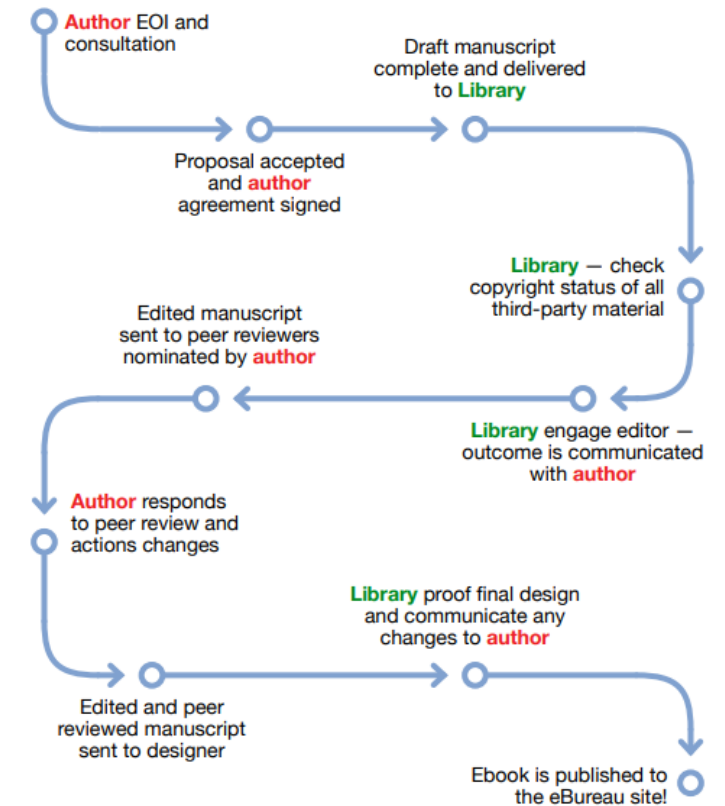 Author EOI and
consultation
Draft manuscript
complete and delivered
to Library
Proposal accepted
and author
agreement signed
Library — check
copyright status of all
third-party material
Library engage editor —
outcome is communicated
with author
Edited manuscript
sent to peer reviewers
nominated by author
Author responds
to peer review and
actions changes
Edited and peer
reviewed manuscript
sent to designer
Library proof final design
and communicate any
changes to author
Ebook is published to
the eBureau site!